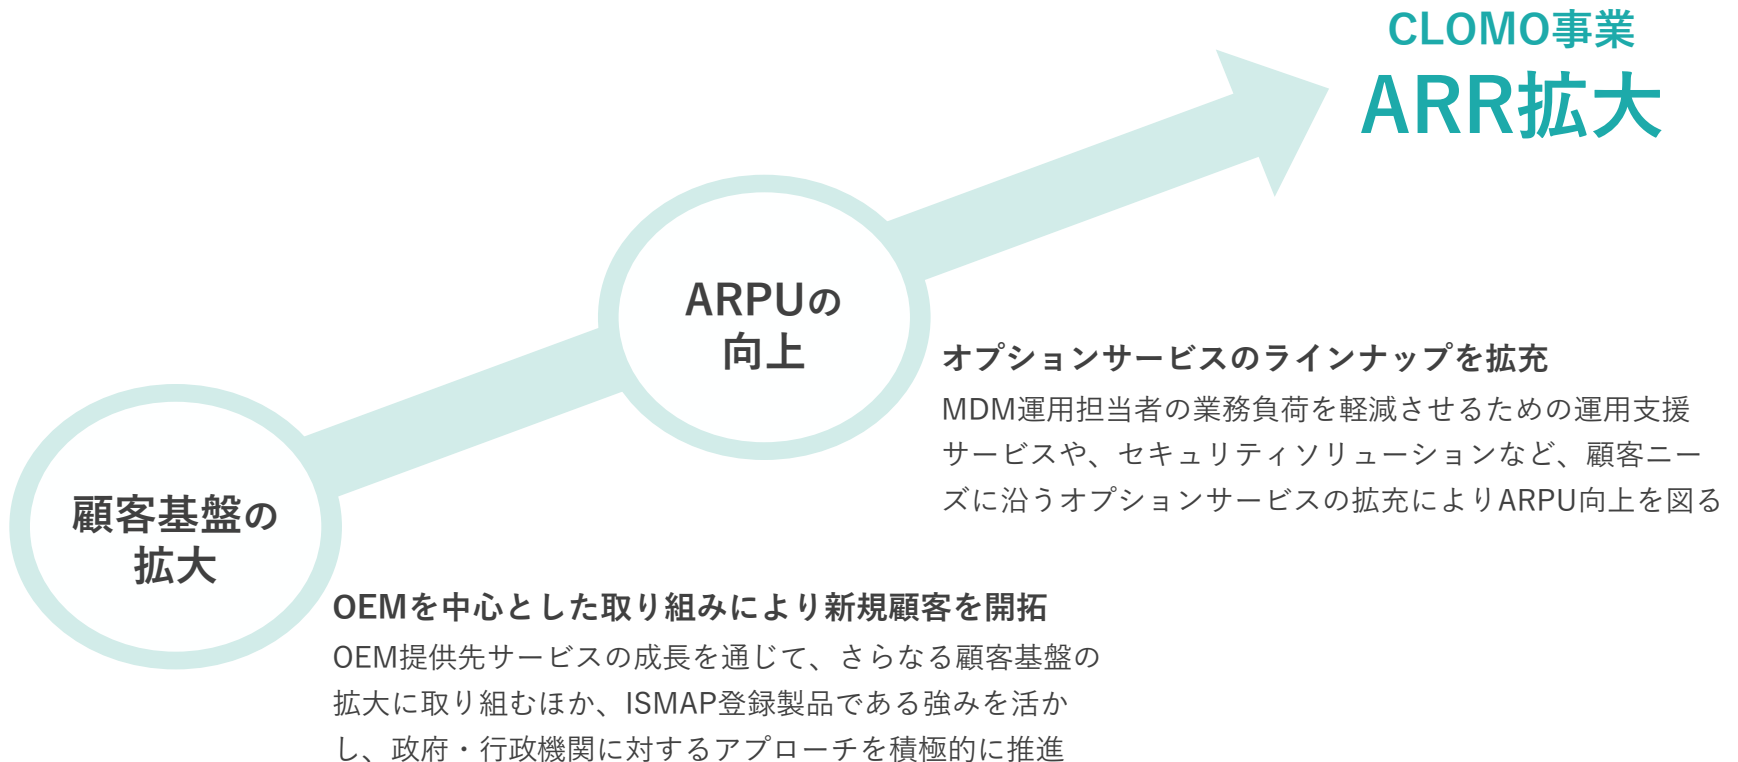 CLOMO事業
ARR拡大
ARPUの
向上
オプションサービスのラインナップを拡充
MDM運用担当者の業務負荷を軽減させるための運用支援
サービスや、セキュリティソリューションなど、顧客ニー
ズに沿うオプションサービスの拡充によりARPU向上を図る
顧客基盤の
拡大
OEMを中心とした取り組みにより新規顧客を開拓
OEM提供先サービスの成長を通じて、さらなる顧客基盤の
拡大に取り組むほか、ISMAP登録製品である強みを活か
し、政府・行政機関に対するアプローチを積極的に推進